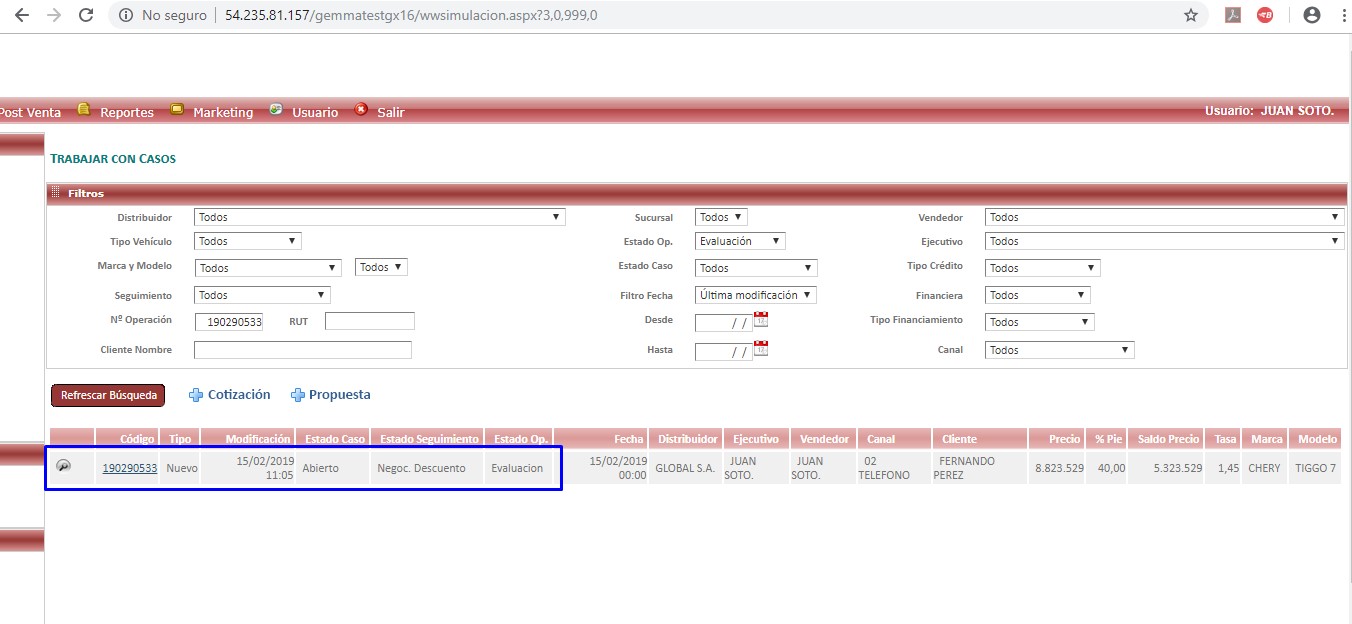 No seguro 54.235.81.157/gemmatestgx16/wwsimulacion.aspx?3,0,999,0
Post Venta Reportes Marketing Usuario Salir Usuario: JUAN SOTO.
TRABAJAR CON CASOS
Filtros
Distribuidor Todos Sucursal Todos Vendedor Todos
Tipo Vehículo Todos Estado Op. Evaluación Ejecutivo Todos
Marca y Modelo Todos Todos Estado Caso Todos Tipo Crédito Todos
Seguimiento Todos Filtro Fecha Última modificación Financiera Todos
Nº Operación 190290533 RUT Desde / / Tipo Financiamiento Todos
Cliente Nombre Hasta / / Canal Todos
Refrescar Búsqueda Cotización Propuesta
Código Tipo Modificación Estado Caso Estado Seguimiento Estado Op. Fecha Distribuidor Ejecutivo Vendedor Canal Cliente Precio % Pie Saldo Precio Tasa Marca Modelo
190290533 Nuevo 15/02/2019 11:05 Abierto Negoc. Descuento Evaluacion 15/02/2019 00:00 GLOBAL S.A. JUAN SOTO. JUAN SOTO. 02 TELEFONO FERNANDO PEREZ 8.823.529 40,00 5.323.529 1,45 CHERY TIGGO 7